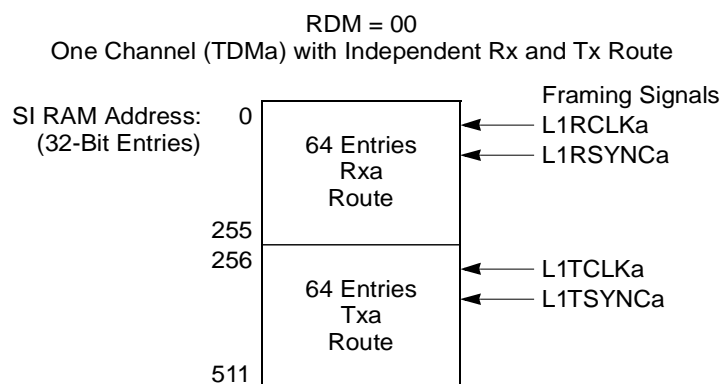 RDM = 00
One Channel (TDMa) with Independent Rx and Tx Route
Framing Signals
SI RAM Address: 0
(32-Bit Entries)
64 Entries
Rxa
Route
L1RCLKa
L1RSYNCa
255
256
64 Entries
Txa
Route
L1TCLKa
L1TSYNCa
511